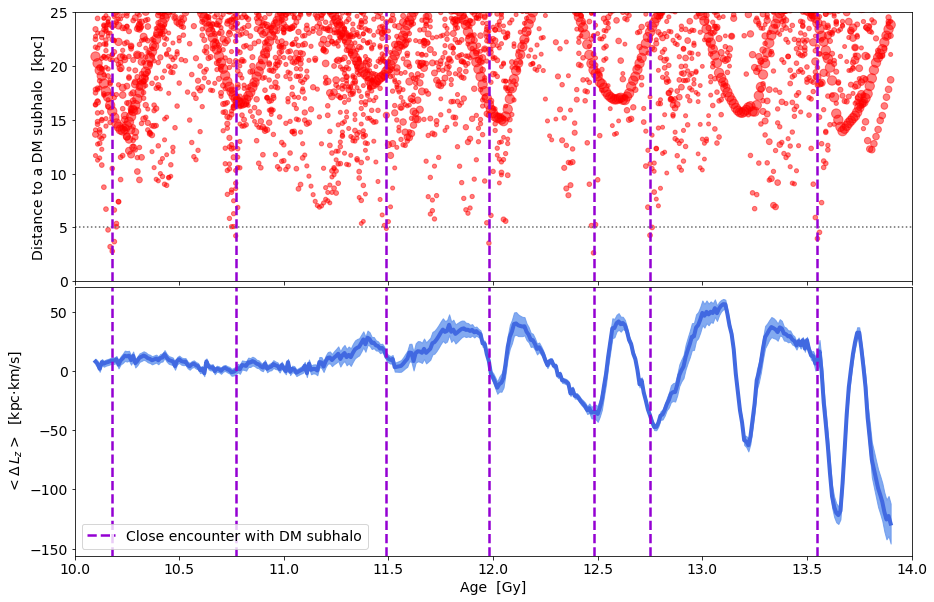 25
20
15
10
5
0
Distance to a DM subhalo [kpc]
50
0
−50
−100
−150
< Δ L_z > [kpc·km/s]
Close encounter with DM subhalo
10.0 10.5 11.0 11.5 12.0 12.5 13.0 13.5 14.0
Age [Gy]